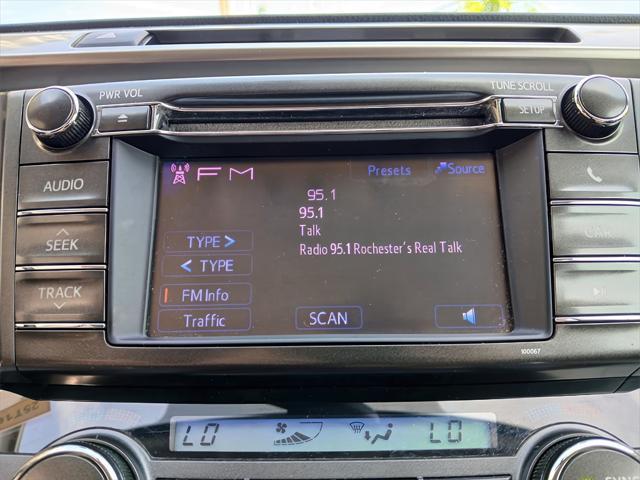 PWR VOL
TUNE SCROLL
SETUP
AUDIO
SEEK
TRACK
CAR
FM
Presets
Source
95.1
95.1
Talk
Radio 95.1 Rochester's Real Talk
TYPE >
< TYPE
FM Info
Traffic
SCAN
100067
LO
LO